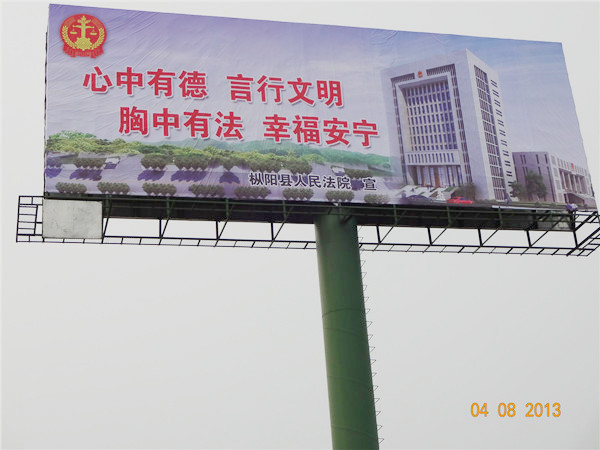 心中有德 言行文明
胸中有法 幸福安宁
枞阳县人民法院 宣
04 08 2013